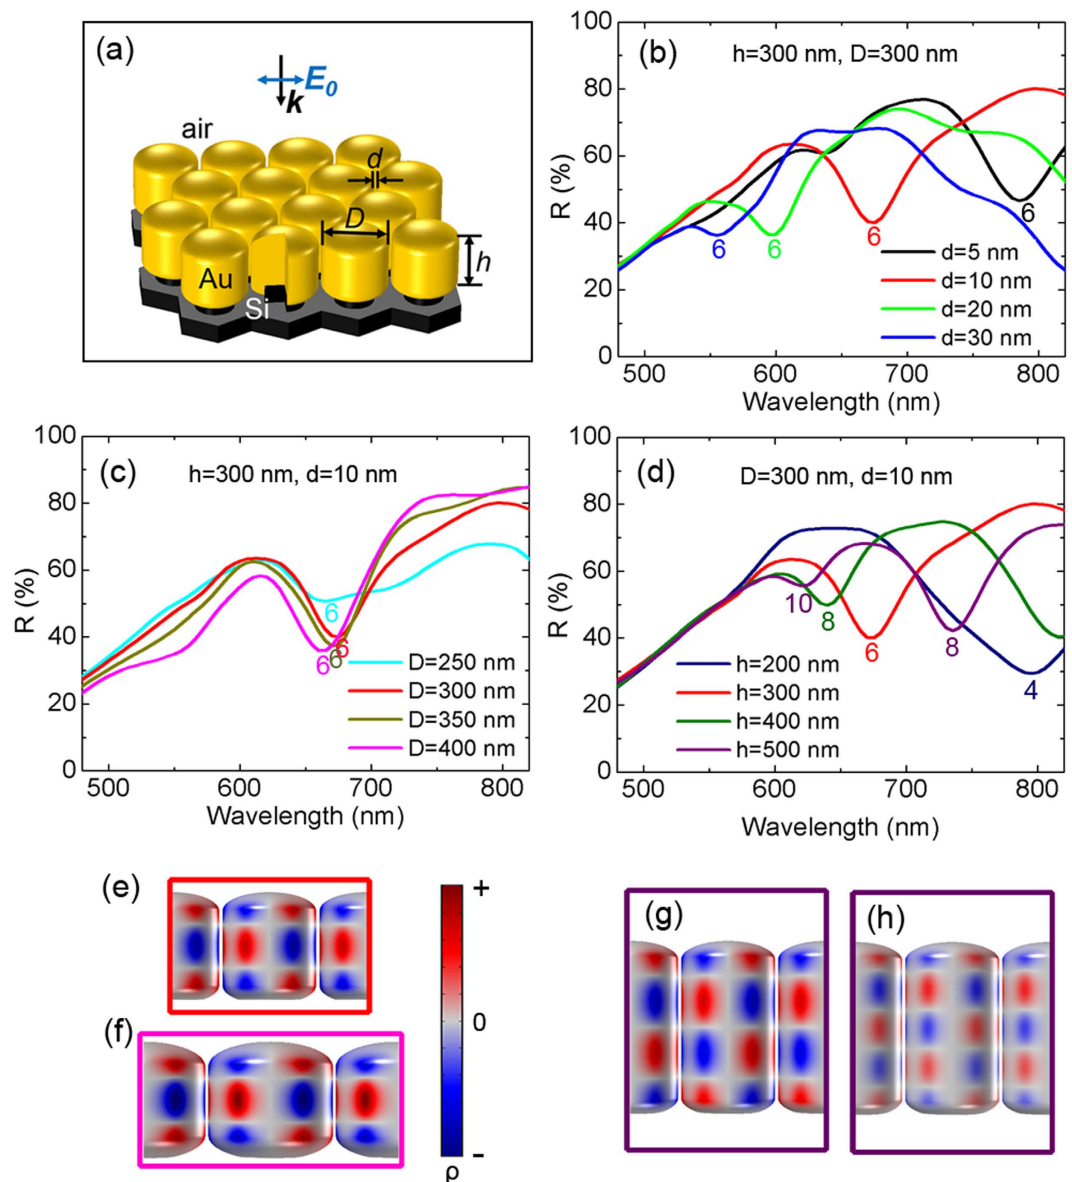 (a)
E0
k
air
d
D
h
Au
Si
(b)
h=300 nm, D=300 nm
100
80
60
40
20
0
R (%)
6
6
6
6
d=5 nm
d=10 nm
d=20 nm
d=30 nm
500 600 700 800
Wavelength (nm)
(c)
h=300 nm, d=10 nm
100
80
60
40
20
0
R (%)
6
6
6
6
D=250 nm
D=300 nm
D=350 nm
D=400 nm
500 600 700 800
Wavelength (nm)
(d)
D=300 nm, d=10 nm
100
80
60
40
20
0
R (%)
10
8
6
8
4
h=200 nm
h=300 nm
h=400 nm
h=500 nm
500 600 700 800
Wavelength (nm)
(e)
(f)
+
0
-
ρ
(g)
(h)